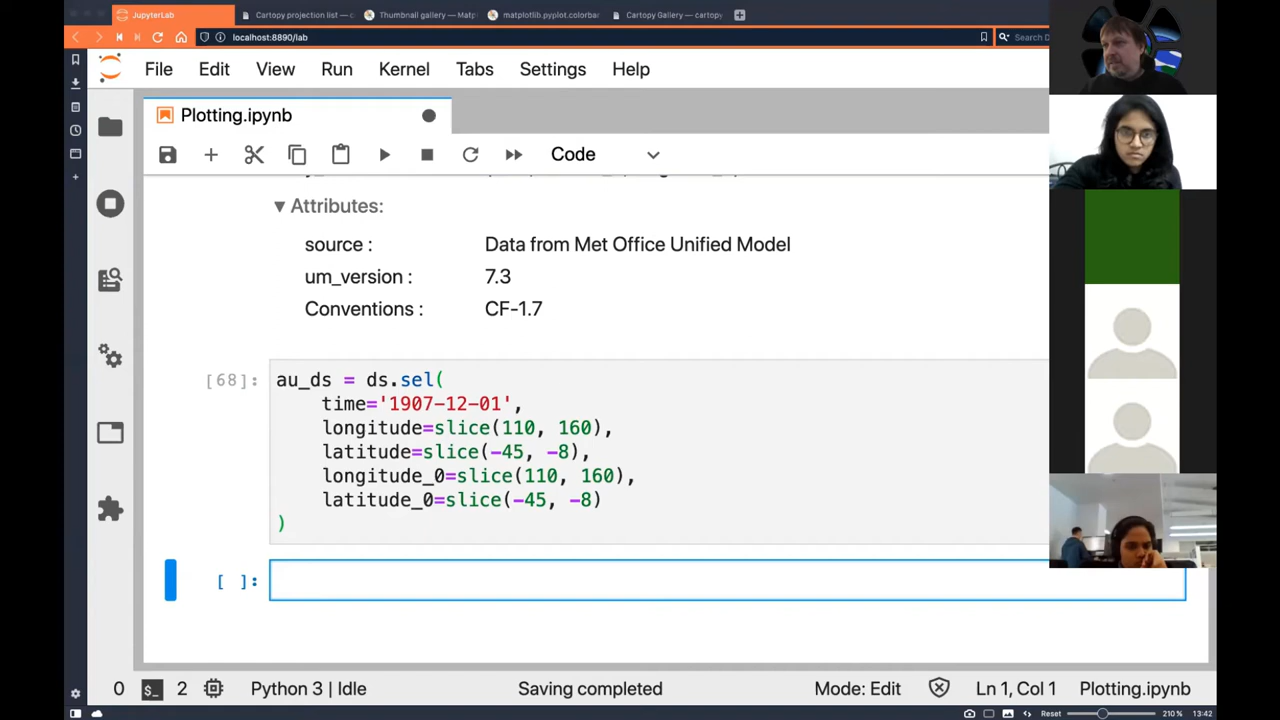 JupyterLab
Cartopy projection list — c
Thumbnail gallery — Matp
matplotlib.pyplot.colorbar
Cartopy Gallery — cartopy
localhost:8890/lab
Search D
File Edit View Run Kernel Tabs Settings Help
Plotting.ipynb
Code
▼ Attributes:
source : Data from Met Office Unified Model
um_version : 7.3
Conventions : CF-1.7
[68]: au_ds = ds.sel(
time='1907-12-01',
longitude=slice(110, 160),
latitude=slice(-45, -8),
longitude_0=slice(110, 160),
latitude_0=slice(-45, -8)
)
[ ]:
0 $_ 2 Python 3 | Idle Saving completed Mode: Edit Ln 1, Col 1 Plotting.ipynb
Reset 210 % 13:42